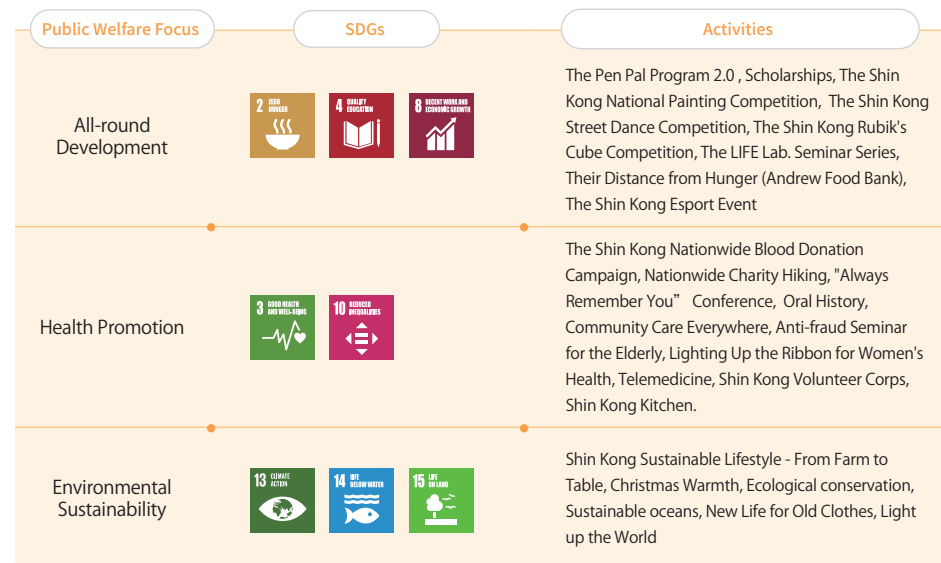 Public Welfare Focus
SDGs
Activities
All-round
Development
2 ZERO
HUNGER
4 QUALITY
EDUCATION
8 DECENT WORK AND
ECONOMIC GROWTH
The Pen Pal Program 2.0 , Scholarships, The Shin
Kong National Painting Competition, The Shin Kong
Street Dance Competition, The Shin Kong Rubik's
Cube Competition, The LIFE Lab. Seminar Series,
Their Distance from Hunger (Andrew Food Bank),
The Shin Kong Esport Event
Health Promotion
3 GOOD HEALTH
AND WELL-BEING
10 REDUCED
INEQUALITIES
The Shin Kong Nationwide Blood Donation
Campaign, Nationwide Charity Hiking, "Always
Remember You” Conference, Oral History,
Community Care Everywhere, Anti-fraud Seminar
for the Elderly, Lighting Up the Ribbon for Women's
Health, Telemedicine, Shin Kong Volunteer Corps,
Shin Kong Kitchen.
Environmental
Sustainability
13 CLIMATE
ACTION
14 LIFE
BELOW WATER
15 LIFE
ON LAND
Shin Kong Sustainable Lifestyle - From Farm to
Table, Christmas Warmth, Ecological conservation,
Sustainable oceans, New Life for Old Clothes, Light
up the World